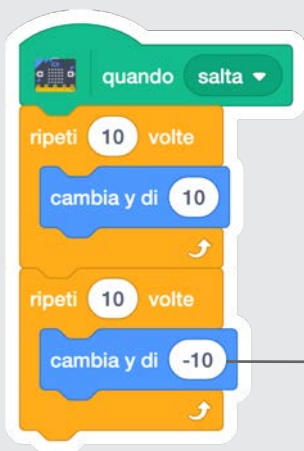 quando salta
ripeti 10 volte
cambia y di 10
ripeti 10 volte
cambia y di -10